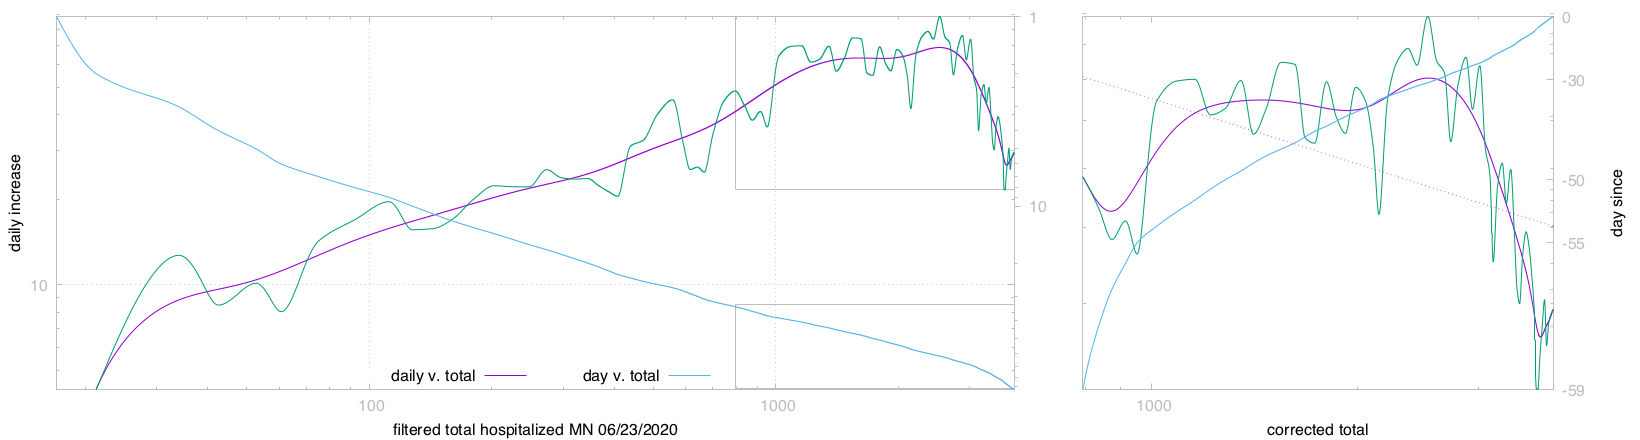 daily increase
10
100
1000
1
10
daily v. total
day v. total
filtered total hospitalized MN 06/23/2020
1000
0
-30
-50
-55
-59
day since
corrected total